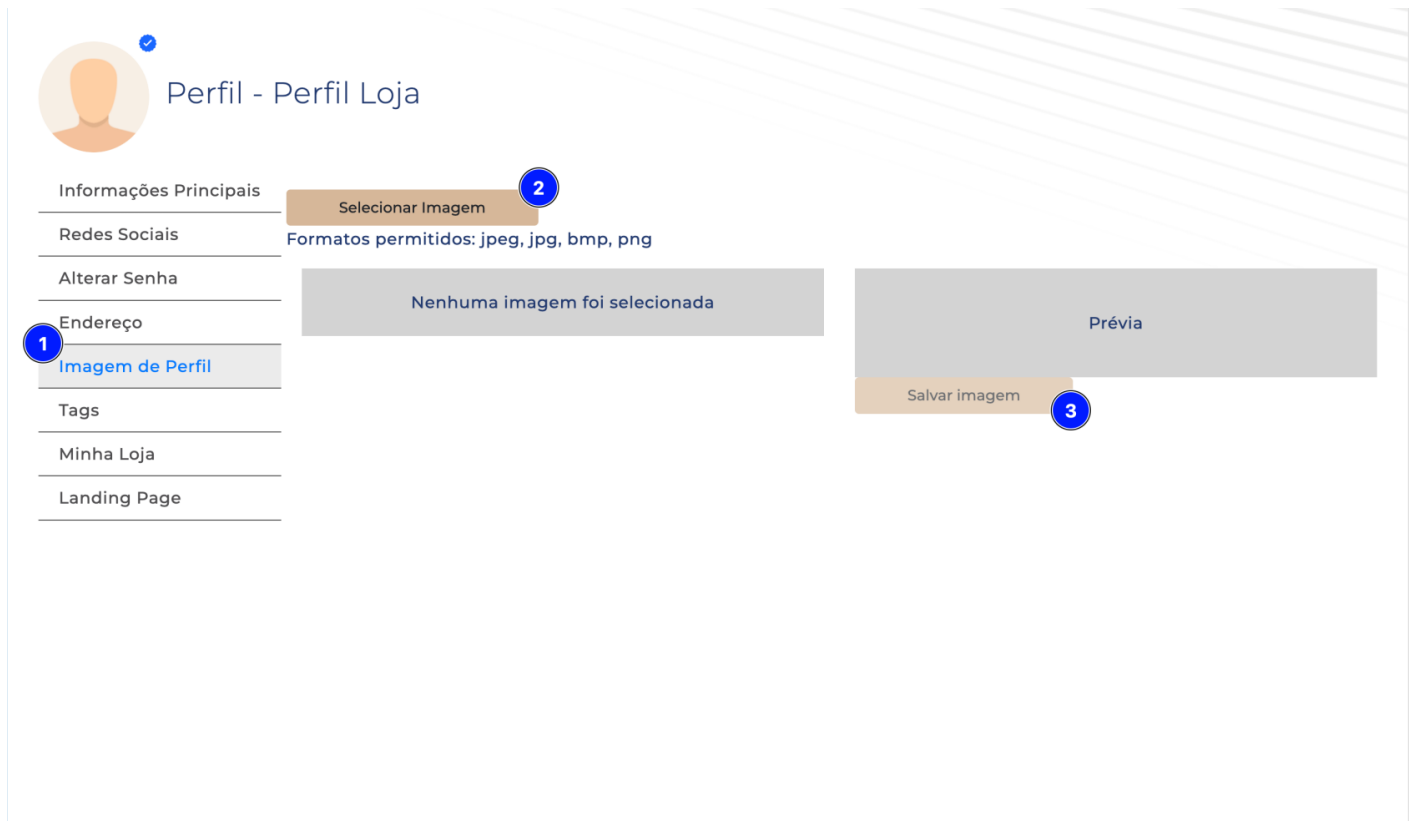 Perfil - Perfil Loja
Informações Principais
Redes Sociais
Alterar Senha
Endereço
1
Imagem de Perfil
Tags
Minha Loja
Landing Page
2
Selecionar Imagem
Formatos permitidos: jpeg, jpg, bmp, png
Nenhuma imagem foi selecionada
Prévia
Salvar imagem
3